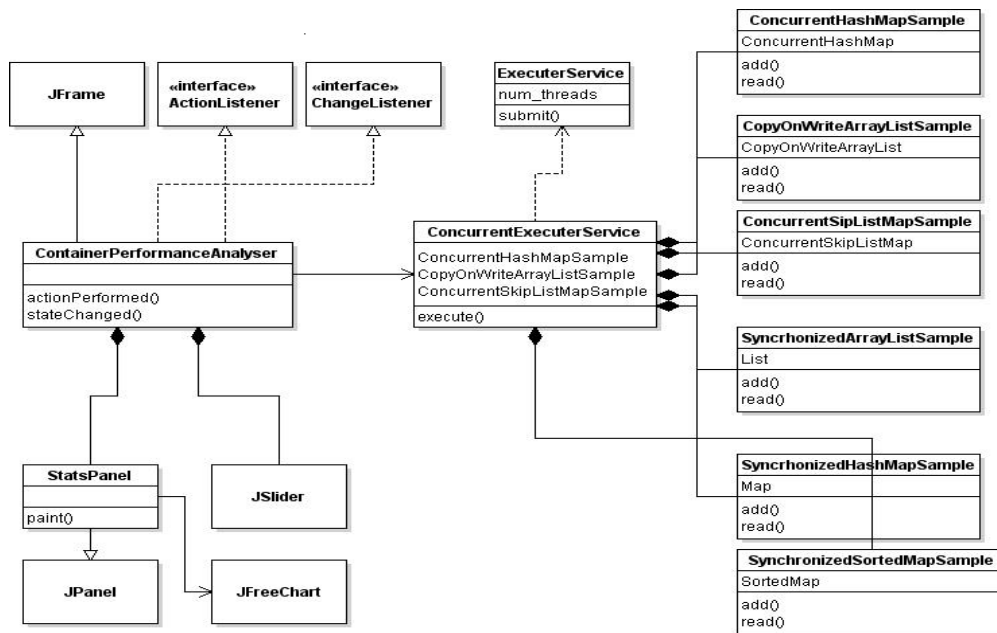 JFrame
«interface»
ActionListener
«interface»
ChangeListener
ExecuterService
num_threads
submit()
ConcurrentHashMapSample
ConcurrentHashMap
add()
read()
CopyOnWriteArrayListSample
CopyOnWriteArrayList
add()
read()
ConcurrentSipListMapSample
ConcurrentSkipListMap
add()
read()
ContainerPerformanceAnalyser
actionPerformed()
stateChanged()
ConcurrentExecuterService
ConcurrentHashMapSample
CopyOnWriteArrayListSample
ConcurrentSkipListMapSample
execute()
SyncrhonizedArrayListSample
List
add()
read()
StatsPanel
paint()
JSlider
SyncrhonizedHashMapSample
Map
add()
read()
JPanel
JFreeChart
SynchronizedSortedMapSample
SortedMap
add()
read()